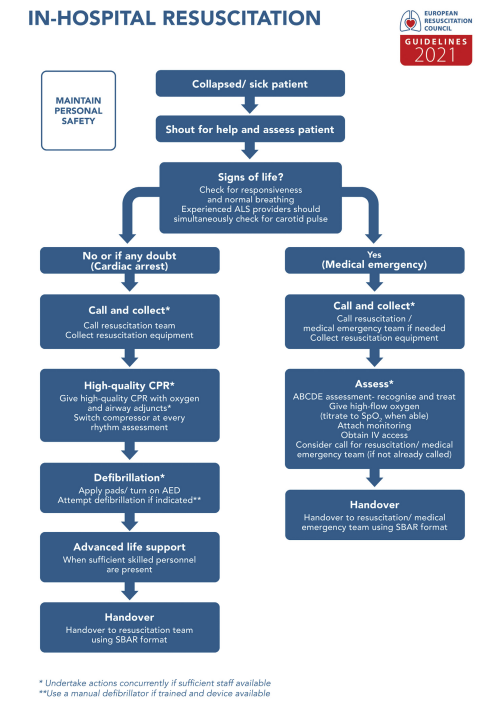 IN-HOSPITAL RESUSCITATION
EUROPEAN
RESUSCITATION
COUNCIL
GUIDELINES
2021
MAINTAIN
PERSONAL
SAFETY
Collapsed/ sick patient
Shout for help and assess patient
Signs of life?
Check for responsiveness
and normal breathing
Experienced ALS providers should
simultaneously check for carotid pulse
No or if any doubt
(Cardiac arrest)
Call and collect*
Call resuscitation team
Collect resuscitation equipment
High-quality CPR*
Give high-quality CPR with oxygen
and airway adjuncts*
Switch compressor at every
rhythm assessment
Defibrillation*
Apply pads/ turn on AED
Attempt defibrillation if indicated**
Advanced life support
When sufficient skilled personnel
are present
Handover
Handover to resuscitation team
using SBAR format
Yes
(Medical emergency)
Call and collect*
Call resuscitation /
medical emergency team if needed
Collect resuscitation equipment
Assess*
ABCDE assessment- recognise and treat
Give high-flow oxygen
(titrate to SpO₂ when able)
Attach monitoring
Obtain IV access
Consider call for resuscitation/ medical
emergency team (if not already called)
Handover
Handover to resuscitation/ medical
emergency team using SBAR format
* Undertake actions concurrently if sufficient staff available
**Use a manual defibrillator if trained and device available